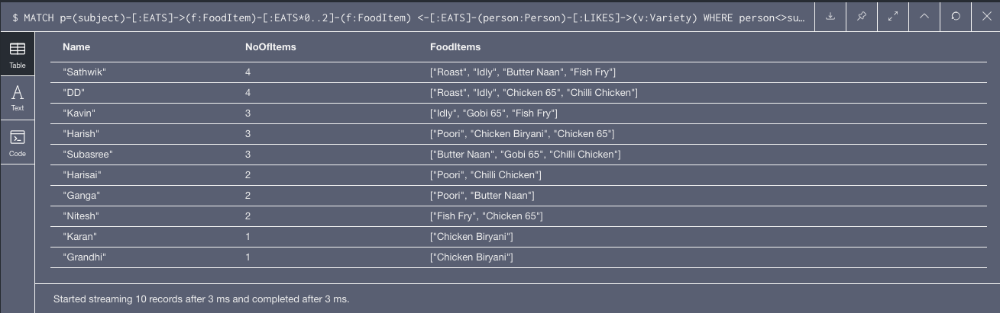 $ MATCH p=(subject)-[:EATS]->(f:FoodItem)-[:EATS*0..2]-(f:FoodItem) <-[:EATS]-(person:Person)-[:LIKES]->(v:Variety) WHERE person<>su…
Table
Text
Code
Name NoOfItems FoodItems
"Sathwik" 4 ["Roast", "Idly", "Butter Naan", "Fish Fry"]
"DD" 4 ["Roast", "Idly", "Chicken 65", "Chilli Chicken"]
"Kavin" 3 ["Idly", "Gobi 65", "Fish Fry"]
"Harish" 3 ["Poori", "Chicken Biryani", "Chicken 65"]
"Subasree" 3 ["Butter Naan", "Gobi 65", "Chilli Chicken"]
"Harisai" 2 ["Poori", "Chilli Chicken"]
"Ganga" 2 ["Poori", "Butter Naan"]
"Nitesh" 2 ["Fish Fry", "Chicken 65"]
"Karan" 1 ["Chicken Biryani"]
"Grandhi" 1 ["Chicken Biryani"]
Started streaming 10 records after 3 ms and completed after 3 ms.